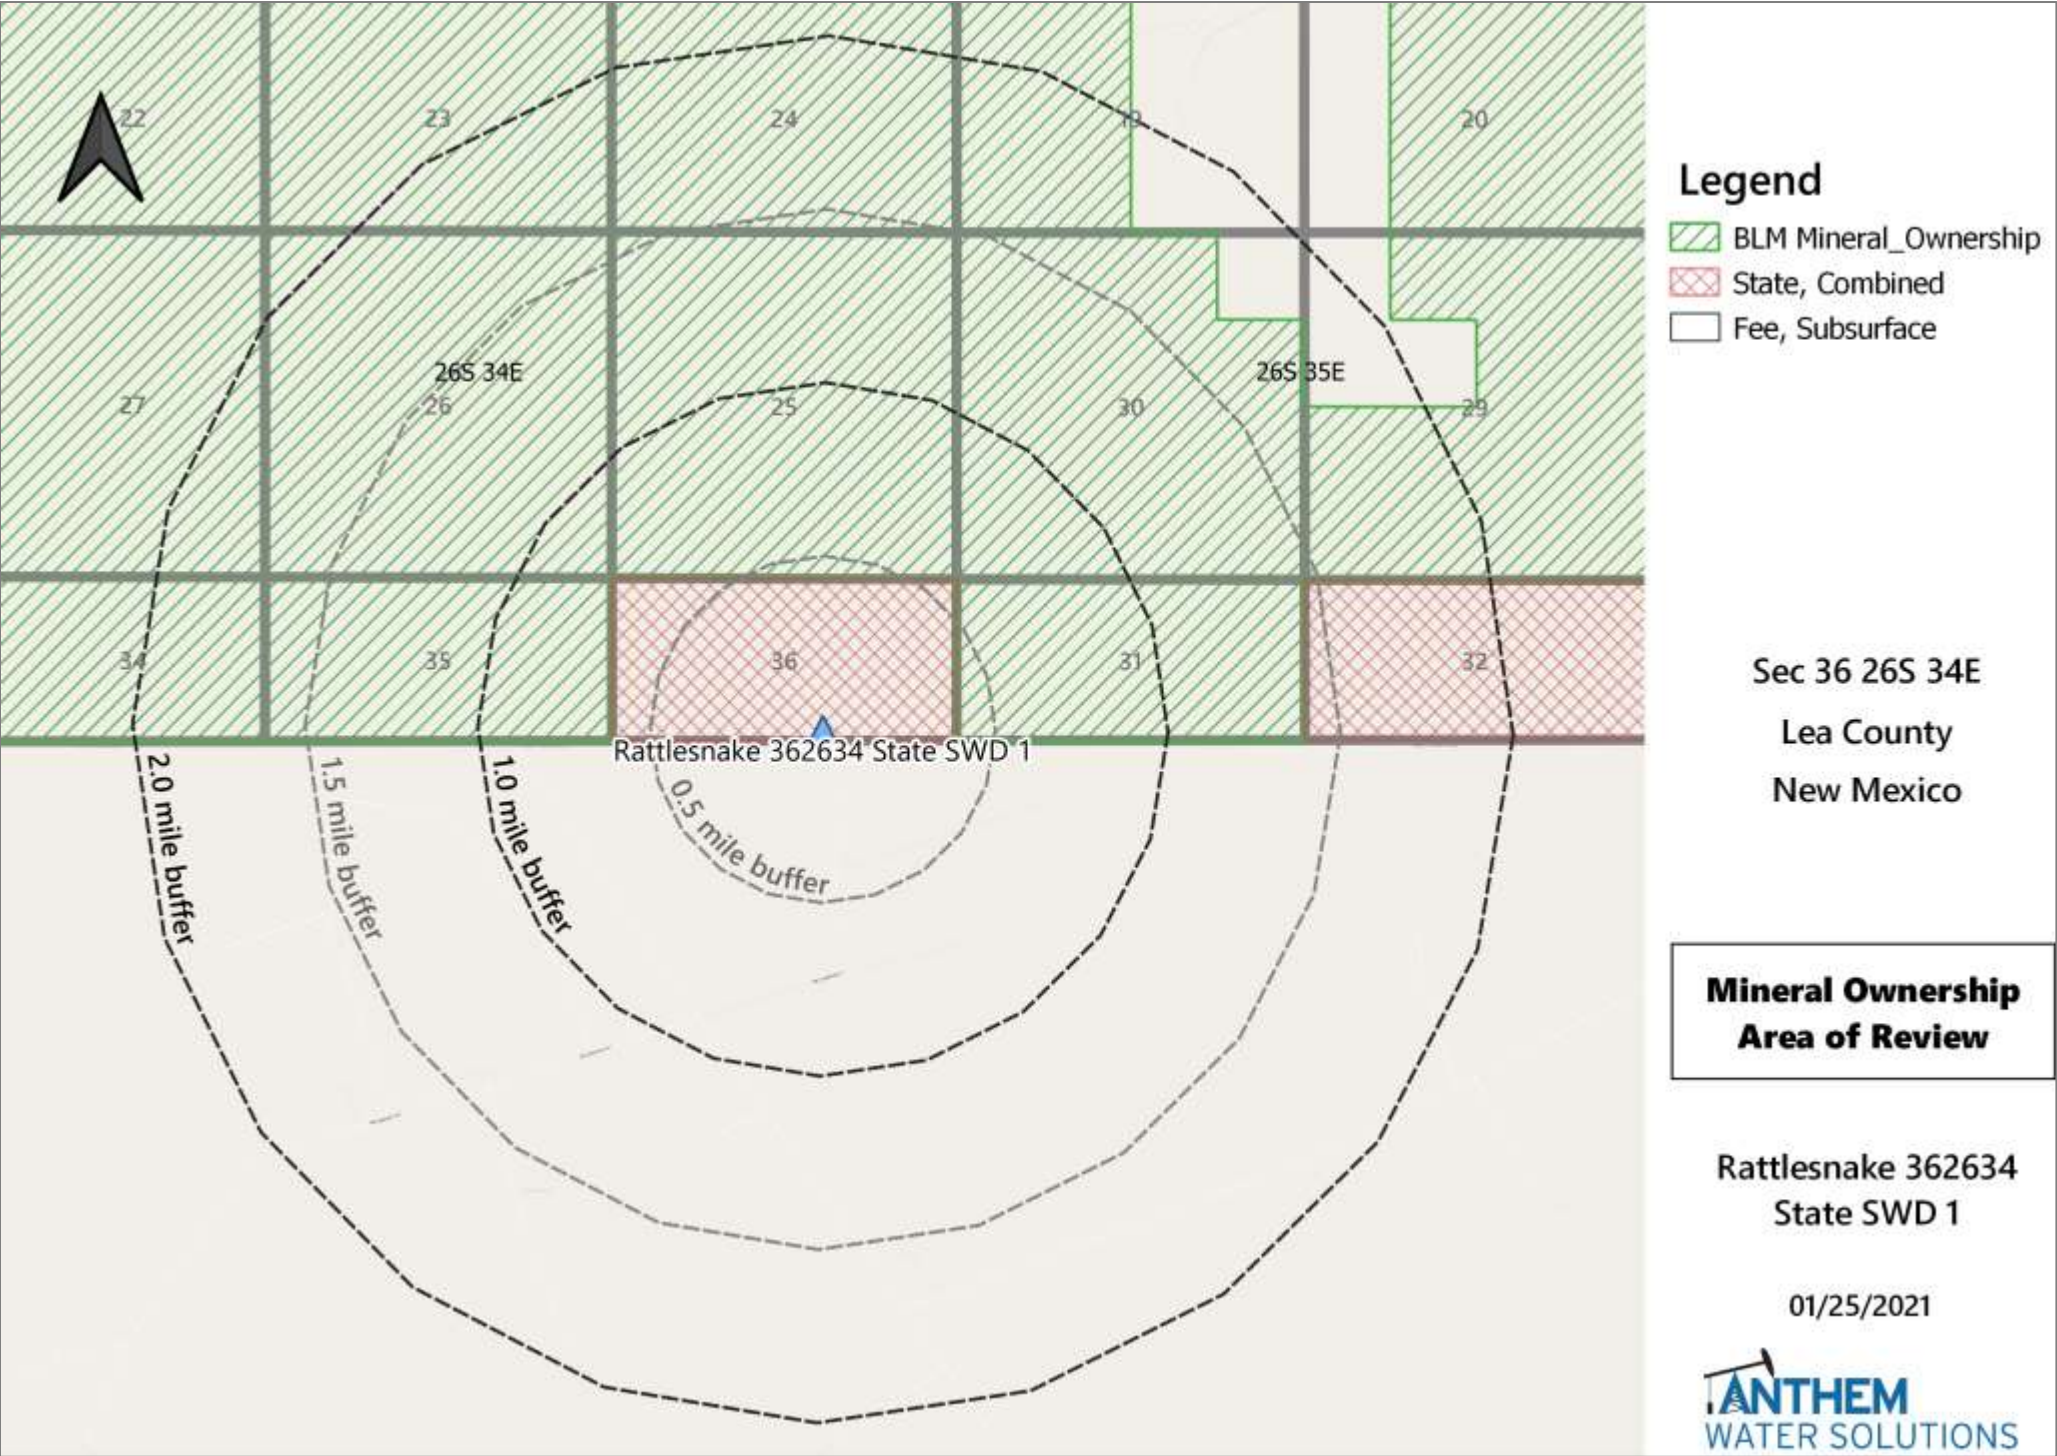 22
23
24
19
20
26S 34E
26S 35E
27
26
25
30
29
34
35
36
31
32
Rattlesnake 362634 State SWD 1
2.0 mile buffer
1.5 mile buffer
1.0 mile buffer
0.5 mile buffer
Legend
BLM Mineral_Ownership
State, Combined
Fee, Subsurface
Sec 36 26S 34E
Lea County
New Mexico
Mineral Ownership
Area of Review
Rattlesnake 362634
State SWD 1
01/25/2021
ANTHEM
WATER SOLUTIONS